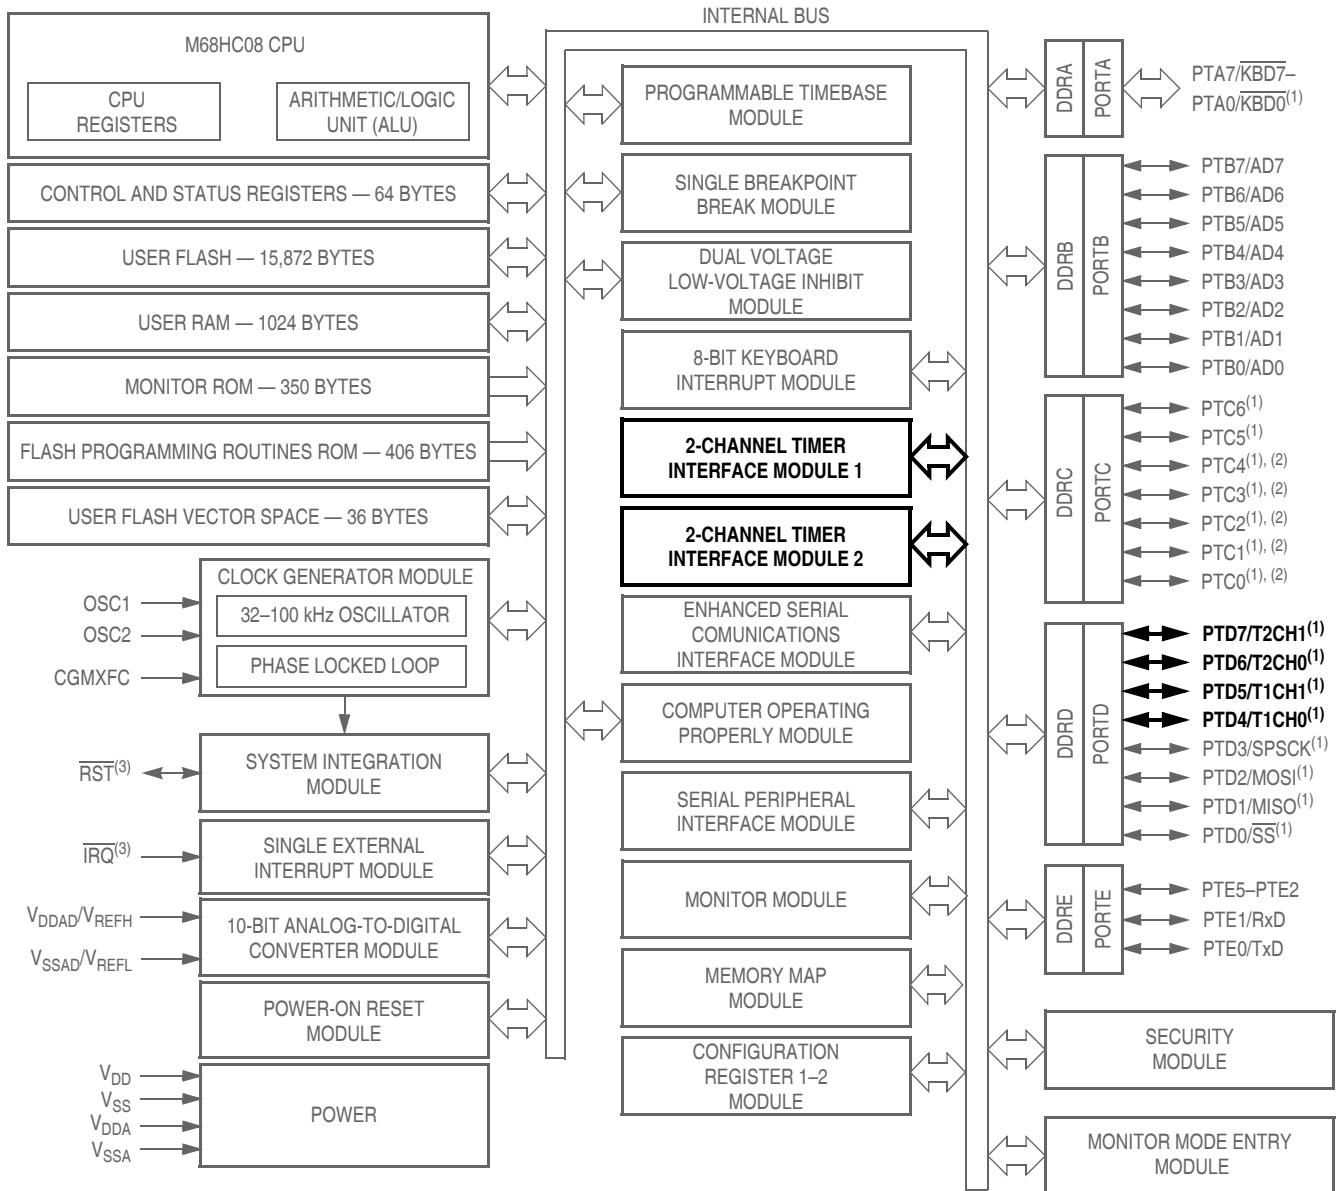 INTERNAL BUS
M68HC08 CPU
CPU
REGISTERS
ARITHMETIC/LOGIC
UNIT (ALU)
CONTROL AND STATUS REGISTERS — 64 BYTES
USER FLASH — 15,872 BYTES
USER RAM — 1024 BYTES
MONITOR ROM — 350 BYTES
FLASH PROGRAMMING ROUTINES ROM — 406 BYTES
USER FLASH VECTOR SPACE — 36 BYTES
CLOCK GENERATOR MODULE
32–100 kHz OSCILLATOR
PHASE LOCKED LOOP
OSC1
OSC2
CGMXFC
SYSTEM INTEGRATION
MODULE
RST(3)
SINGLE EXTERNAL
INTERRUPT MODULE
IRQ(3)
10-BIT ANALOG-TO-DIGITAL
CONVERTER MODULE
VDDAD/VREFH
VSSAD/VREFL
POWER-ON RESET
MODULE
POWER
VDD
VSS
VDDA
VSSA
PROGRAMMABLE TIMEBASE
MODULE
SINGLE BREAKPOINT
BREAK MODULE
DUAL VOLTAGE
LOW-VOLTAGE INHIBIT
MODULE
8-BIT KEYBOARD
INTERRUPT MODULE
2-CHANNEL TIMER
INTERFACE MODULE 1
2-CHANNEL TIMER
INTERFACE MODULE 2
ENHANCED SERIAL
COMUNICATIONS
INTERFACE MODULE
COMPUTER OPERATING
PROPERLY MODULE
SERIAL PERIPHERAL
INTERFACE MODULE
MONITOR MODULE
MEMORY MAP
MODULE
CONFIGURATION
REGISTER 1–2
MODULE
DDRA
PORTA
PTA7/KBD7–
PTA0/KBD0(1)
DDRB
PORTB
PTB7/AD7
PTB6/AD6
PTB5/AD5
PTB4/AD4
PTB3/AD3
PTB2/AD2
PTB1/AD1
PTB0/AD0
DDRC
PORTC
PTC6(1)
PTC5(1)
PTC4(1), (2)
PTC3(1), (2)
PTC2(1), (2)
PTC1(1), (2)
PTC0(1), (2)
DDRD
PORTD
PTD7/T2CH1(1)
PTD6/T2CH0(1)
PTD5/T1CH1(1)
PTD4/T1CH0(1)
PTD3/SPSCK(1)
PTD2/MOSI(1)
PTD1/MISO(1)
PTD0/SS(1)
DDRE
PORTE
PTE5–PTE2
PTE1/RxD
PTE0/TxD
SECURITY
MODULE
MONITOR MODE ENTRY
MODULE